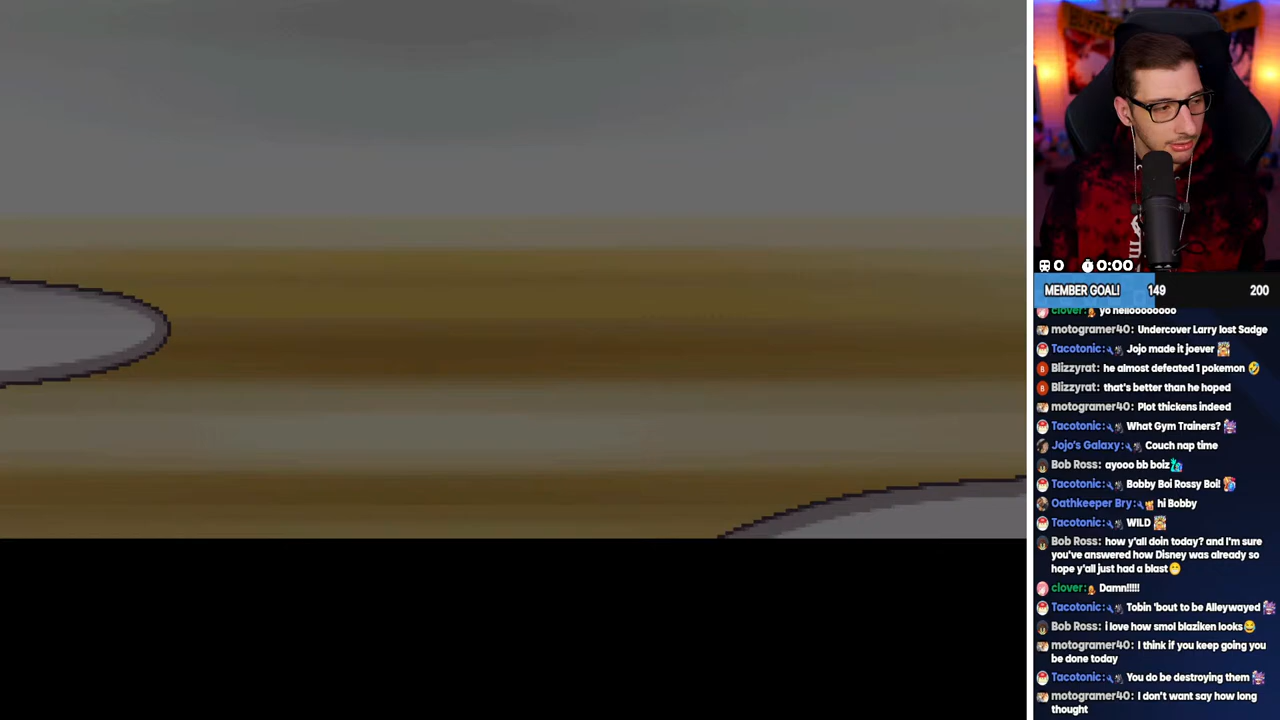 0 0:00
MEMBER GOAL! 149 200
clover: yo hellooooooo
motogramer40: Undercover Larry lost Sadge
Tacotonic: Jojo made it joever
Blizzyrat: he almost defeated 1 pokemon 🤣
Blizzyrat: that's better than he hoped
motogramer40: Plot thickens indeed
Tacotonic: What Gym Trainers?
Jojo's Galaxy: Couch nap time
Bob Ross: ayooo bb boiz
Tacotonic: Bobby Boi Rossy Boi!
Oathkeeper Bry: hi Bobby
Tacotonic: WILD
Bob Ross: how y'all doin today? and I'm sure
you've answered how Disney was already so
hope y'all just had a blast😁
clover: Damn!!!!!
Tacotonic: Tobin 'bout to be Alleywayed
Bob Ross: i love how smol blaziken looks😂
motogramer40: I think if you keep going you
be done today
Tacotonic: You do be destroying them
motogramer40: I don't want say how long
thought